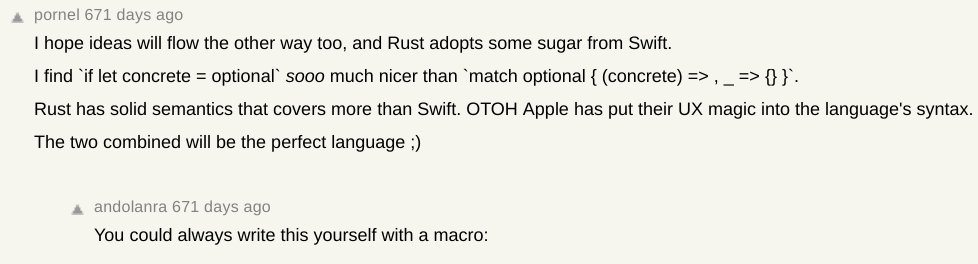 pornel 671 days ago
I hope ideas will flow the other way too, and Rust adopts some sugar from Swift.
I find `if let concrete = optional` sooo much nicer than `match optional { (concrete) => , _ => {} }`.
Rust has solid semantics that covers more than Swift. OTOH Apple has put their UX magic into the language's syntax.
The two combined will be the perfect language ;)
andolanra 671 days ago
You could always write this yourself with a macro: